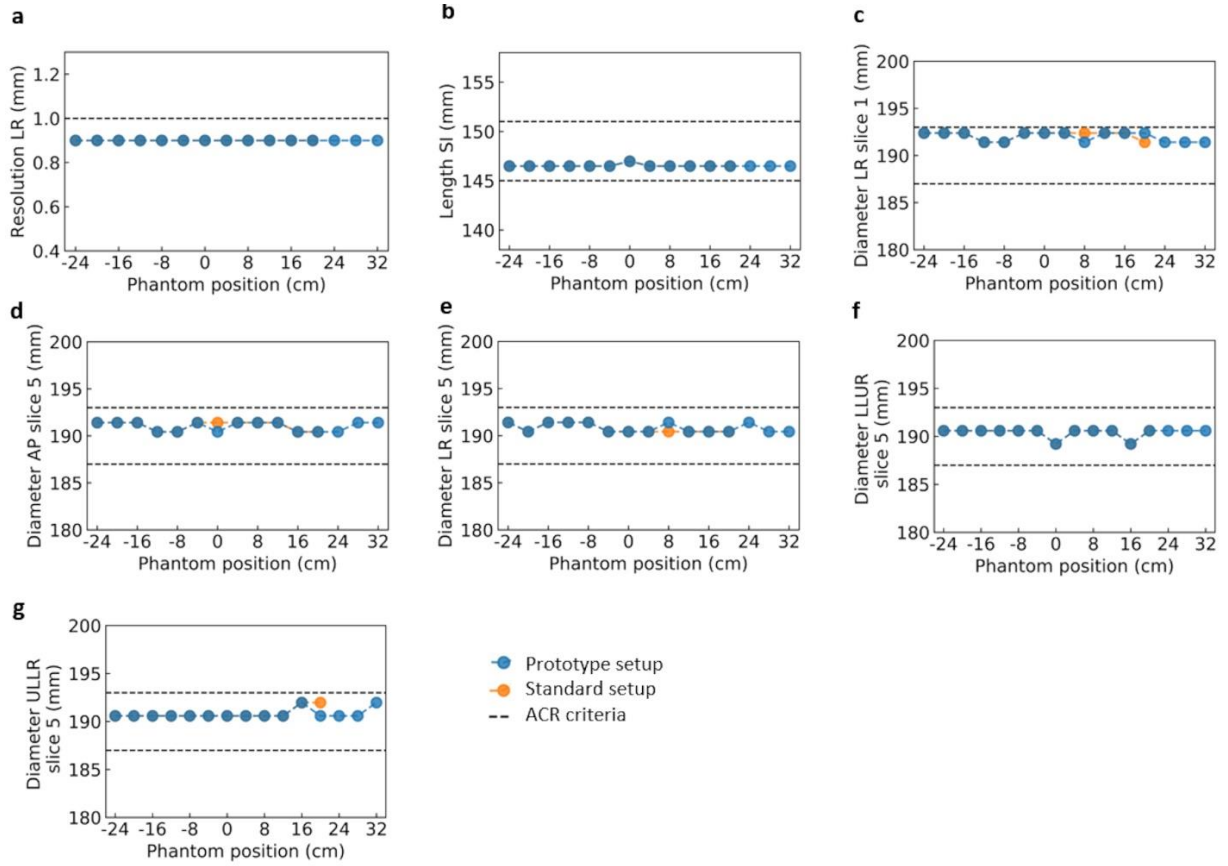 a
Resolution LR (mm)
1.2
1.0
0.8
0.6
0.4
-24 -16 -8 0 8 16 24 32
Phantom position (cm)
b
Length SI (mm)
155
150
145
140
-24 -16 -8 0 8 16 24 32
Phantom position (cm)
c
Diameter LR slice 1 (mm)
200
195
190
185
180
-24 -16 -8 0 8 16 24 32
Phantom position (cm)
d
Diameter AP slice 5 (mm)
200
195
190
185
180
-24 -16 -8 0 8 16 24 32
Phantom position (cm)
e
Diameter LR slice 5 (mm)
200
195
190
185
180
-24 -16 -8 0 8 16 24 32
Phantom position (cm)
f
Diameter LLUR
slice 5 (mm)
200
195
190
185
180
-24 -16 -8 0 8 16 24 32
Phantom position (cm)
g
Diameter ULLR
slice 5 (mm)
200
195
190
185
180
-24 -16 -8 0 8 16 24 32
Phantom position (cm)
Prototype setup
Standard setup
ACR criteria